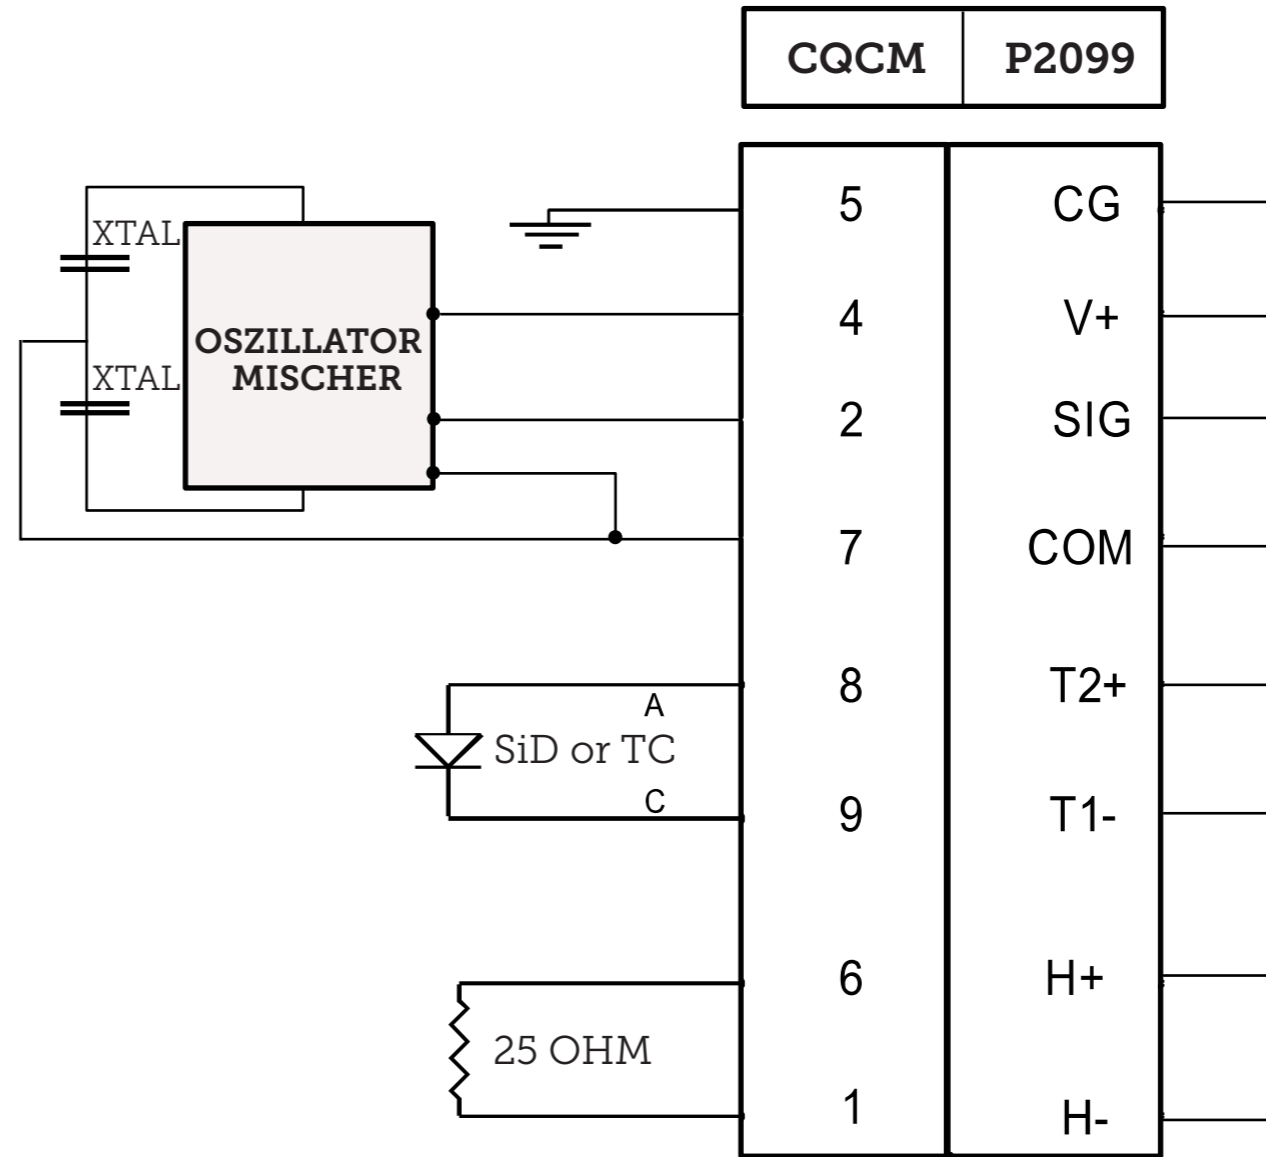 CQCM P2099
5 CG
XTAL
4 V+
OSZILLATOR
MISCHER
XTAL
2 SIG
7 COM
A
8 T2+
SiD or TC
C
9 T1-
6 H+
25 OHM
1 H-